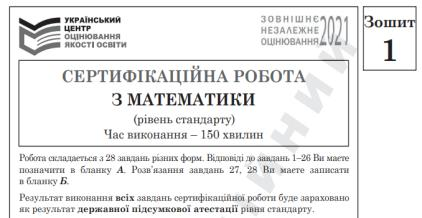 УКРАЇНСЬКИЙ
ЦЕНТР
ОЦІНЮВАННЯ
ЯКОСТІ ОСВІТИ
ЗОВНІШНЄ
НЕЗАЛЕЖНЕ
ОЦІНЮВАННЯ 2021
Зошит
1
СЕРТИФІКАЦІЙНА РОБОТА
З МАТЕМАТИКИ
(рівень стандарту)
Час виконання – 150 хвилин
Робота складається з 28 завдань різних форм. Відповіді до завдань 1–26 Ви маєте
позначити в бланку А. Розв’язання завдань 27, 28 Ви маєте записати
в бланку Б.
Результат виконання всіх завдань сертифікаційної роботи буде зараховано
як результат державної підсумкової атестації рівня стандарту.